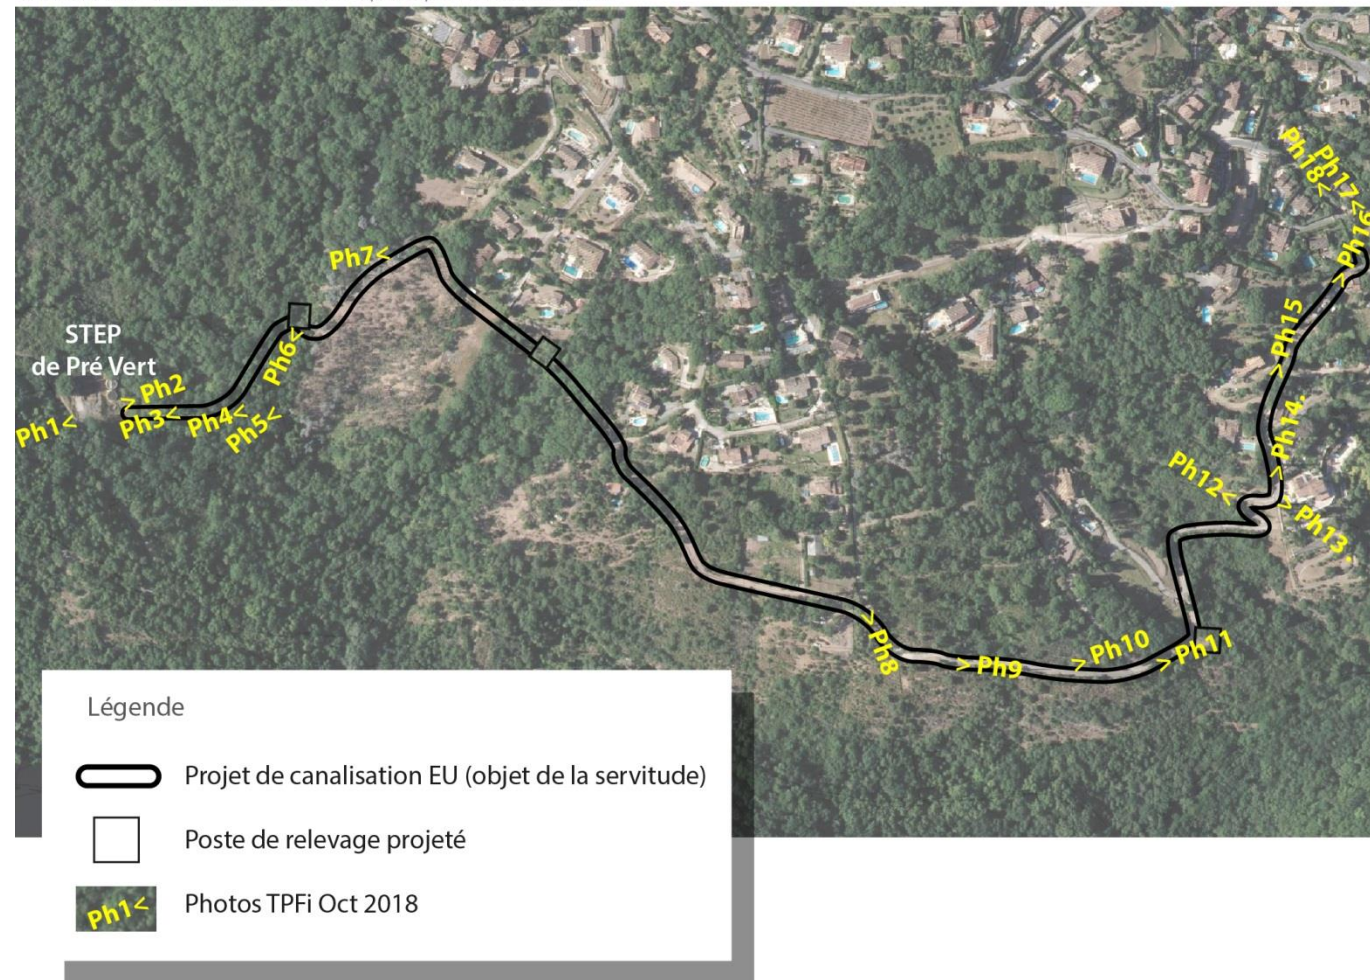 Ph18<
Ph17<
> Ph16
Ph7<
STEP
de Pré Vert
Ph6<
> Ph15
> Ph2
Ph1<
Ph3<
Ph4<
Ph5<
> Ph14.
Ph12<
> Ph13.
> Ph8
> Ph9
> Ph10
> Ph11
Légende
Projet de canalisation EU (objet de la servitude)
Poste de relevage projeté
Ph1<
Photos TPFi Oct 2018